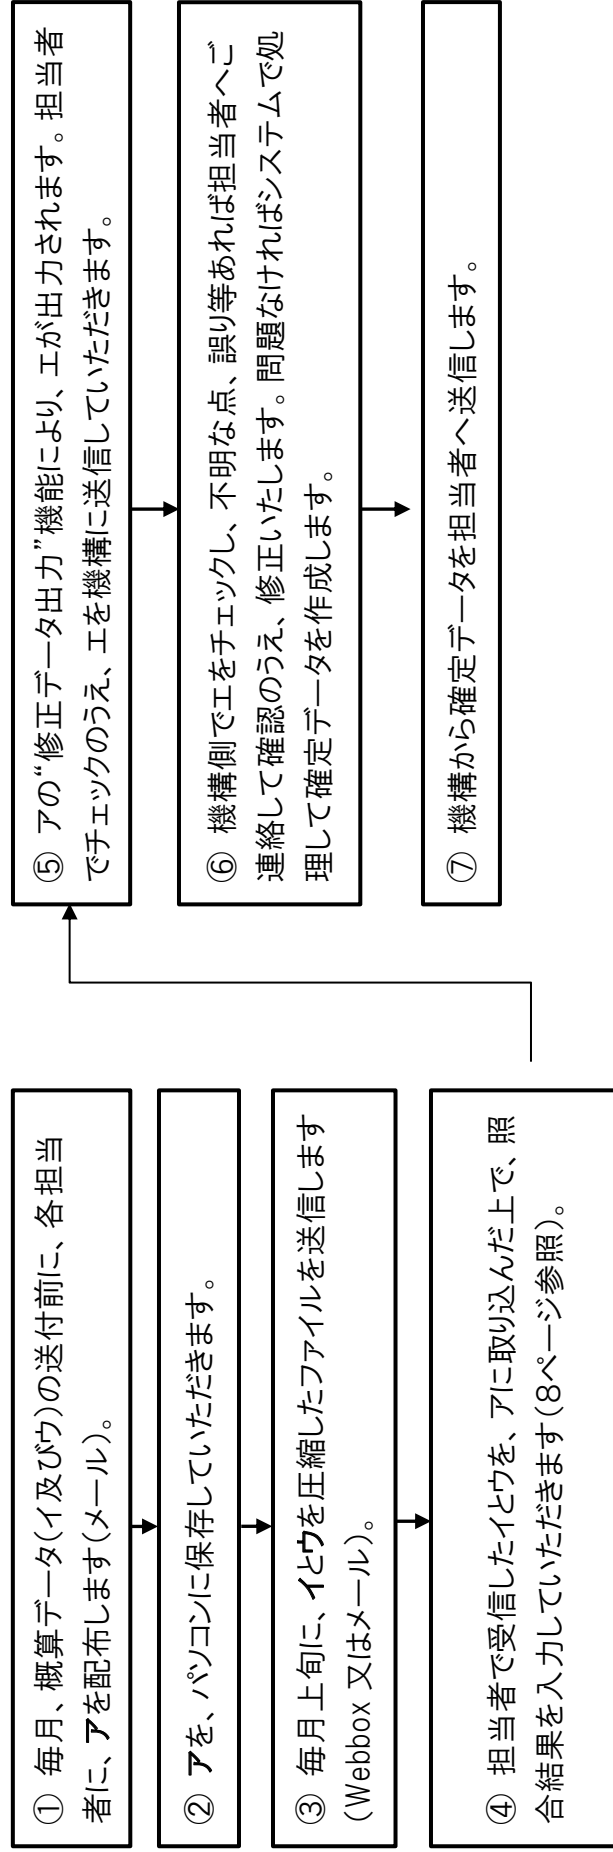 ① 毎月、概算データ(イ及びウ)の送付前に、各担当
者に、アを配布します(メール)。
② アを、パソコンに保存していただきます。
③ 毎月上旬に、イとウを圧縮したファイルを送信します
(Webbox 又はメール)。
④ 担当者で受信したイとウを、アに取り込んだ上で、照
合結果を入力していただきます(8ページ参照)。
⑤ アの“修正データ出力”機能により、エが出力されます。担当者
でチェックのうえ、エを機構に送信していただきます。
⑥ 機構側でエをチェックし、不明な点、誤り等あれば担当者へご
連絡して確認のうえ、修正いたします。問題なければシステムで処
理して確定データを作成します。
⑦ 機構から確定データを担当者へ送信します。